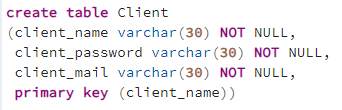 create table Client
(client_name varchar(30) NOT NULL,
client_password varchar(30) NOT NULL,
client_mail varchar(30) NOT NULL,
primary key (client_name))